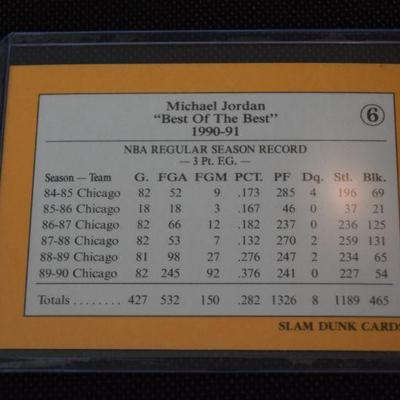 Michael Jordan
"Best Of The Best"
1990-91
6
NBA REGULAR SEASON RECORD
— 3 Pt. F.G. —
Season — Team G. FGA FGM PCT. PF Dq. Stl. Blk.
84-85 Chicago 82 52 9 .173 285 4 196 69
85-86 Chicago 18 18 3 .167 46 0 37 21
86-87 Chicago 82 66 12 .182 237 0 236 125
87-88 Chicago 82 53 7 .132 270 2 259 131
88-89 Chicago 81 98 27 .276 247 2 234 65
89-90 Chicago 82 245 92 .376 241 0 227 54
Totals ........ 427 532 150 .282 1326 8 1189 465
SLAM DUNK CARDS